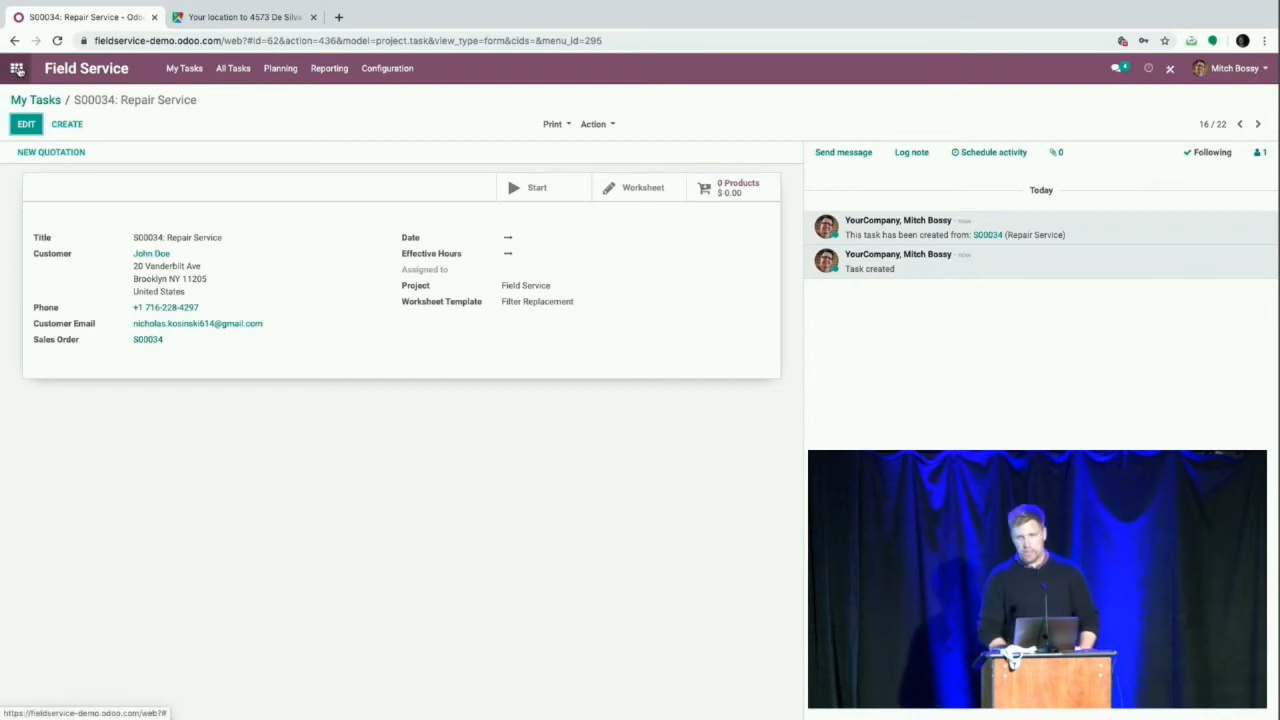 S00034: Repair Service - Odoo
Your location to 4573 De Silva
fieldservice-demo.odoo.com/web?#id=62&action=436&model=project.task&view_type=form&cids=&menu_id=295
Field Service My Tasks All Tasks Planning Reporting Configuration 4 Mitch Bossy
My Tasks / S00034: Repair Service
EDIT CREATE Print Action 16 / 22
NEW QUOTATION
Send message Log note Schedule activity 0 Following 1
Start Worksheet 0 Products
$ 0.00
Today
Title S00034: Repair Service
Customer John Doe
20 Vanderbilt Ave
Brooklyn NY 11205
United States
Phone +1 716-228-4297
Customer Email nicholas.kosinski614@gmail.com
Sales Order S00034
Date
Effective Hours
Assigned to
Project Field Service
Worksheet Template Filter Replacement
YourCompany, Mitch Bossy - now
This task has been created from: S00034 (Repair Service)
YourCompany, Mitch Bossy - now
Task created
https://fieldservice-demo.odoo.com/web?#